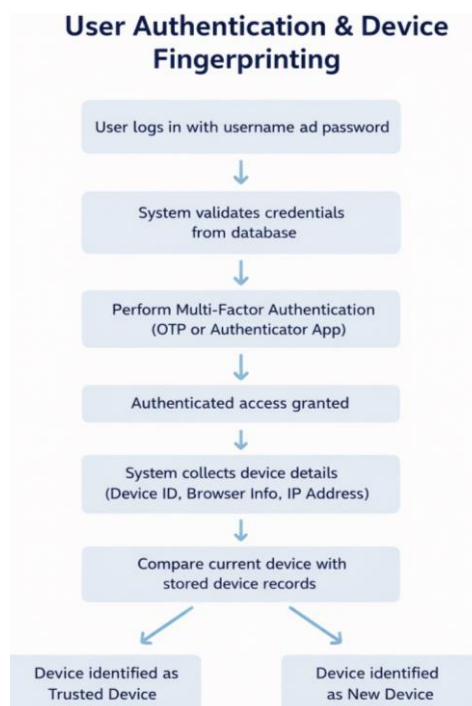 User Authentication & Device
Fingerprinting
User logs in with username ad password
System validates credentials
from database
Perform Multi-Factor Authentication
(OTP or Authenticator App)
Authenticated access granted
System collects device details
(Device ID, Browser Info, IP Address)
Compare current device with
stored device records
Device identified as
Trusted Device
Device identified
as New Device